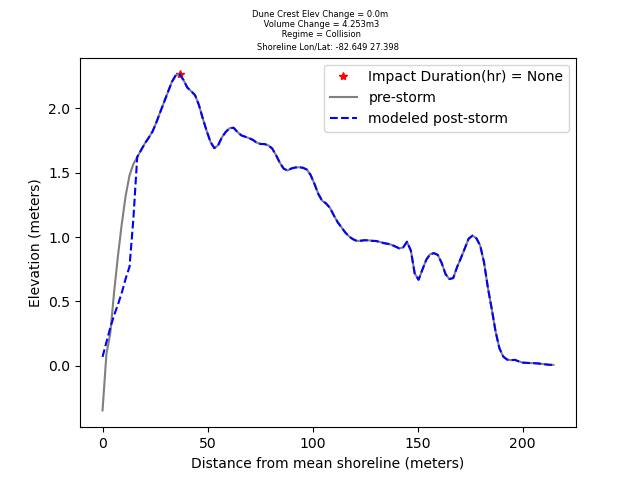 Dune Crest Elev Change = 0.0m
Volume Change = 4.253m3
Regime = Collision
Shoreline Lon/Lat: -82.649 27.398
Impact Duration(hr) = None
pre-storm
modeled post-storm
Elevation (meters)
2.0
1.5
1.0
0.5
0.0
0 50 100 150 200
Distance from mean shoreline (meters)